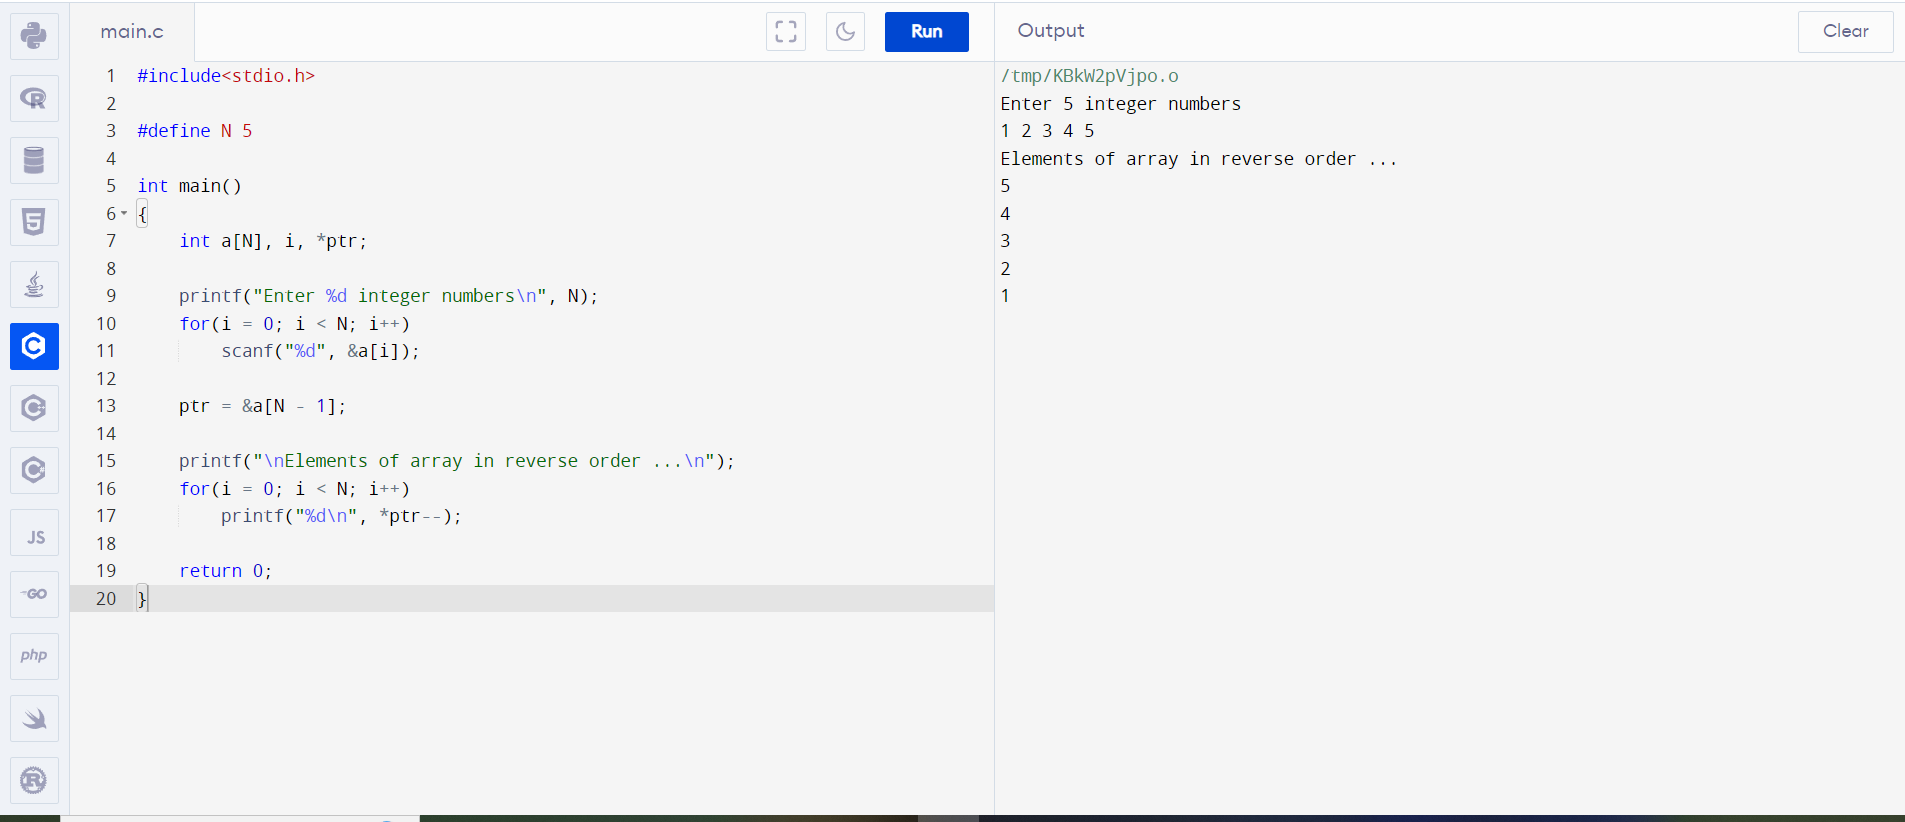 main.c
Run
Output
Clear
1 #include<stdio.h>
2
3 #define N 5
4
5 int main()
6 {
7     int a[N], i, *ptr;
8
9     printf("Enter %d integer numbers\n", N);
10     for(i = 0; i < N; i++)
11         scanf("%d", &a[i]);
12
13     ptr = &a[N - 1];
14
15     printf("\nElements of array in reverse order ...\n");
16     for(i = 0; i < N; i++)
17         printf("%d\n", *ptr--);
18
19     return 0;
20 }
/tmp/KBkW2pVjpo.o
Enter 5 integer numbers
1 2 3 4 5
Elements of array in reverse order ...
5
4
3
2
1
R
5
C
C
C
JS
GO
php
R